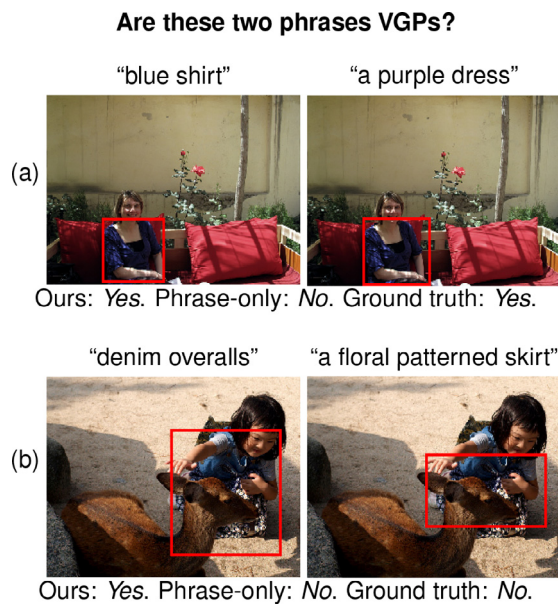 Are these two phrases VGPs?
“blue shirt” “a purple dress”
(a)
Ours: Yes. Phrase-only: No. Ground truth: Yes.
“denim overalls” “a floral patterned skirt”
(b)
Ours: Yes. Phrase-only: No. Ground truth: No.